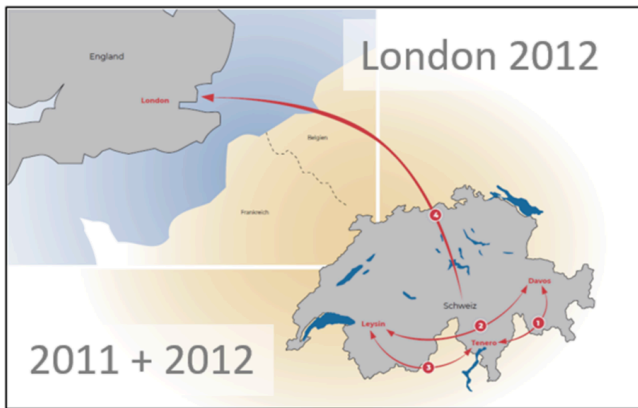 England
London 2012
London
Belgien
Frankreich
4
Davos
Schweiz
Leysin
2
1
Tenero
3
2011 + 2012